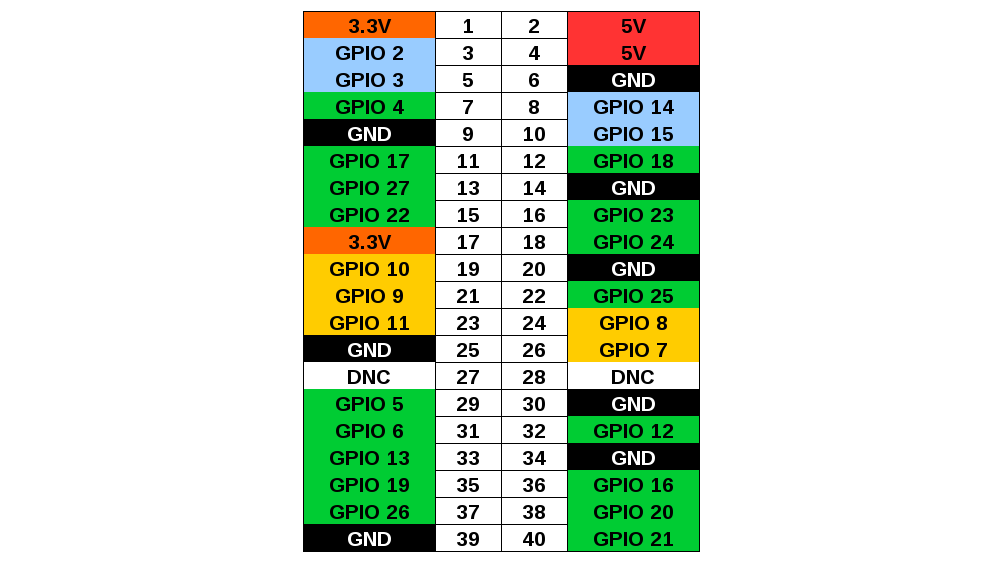 3.3V 1 2 5V
GPIO 2 3 4 5V
GPIO 3 5 6 GND
GPIO 4 7 8 GPIO 14
GND 9 10 GPIO 15
GPIO 17 11 12 GPIO 18
GPIO 27 13 14 GND
GPIO 22 15 16 GPIO 23
3.3V 17 18 GPIO 24
GPIO 10 19 20 GND
GPIO 9 21 22 GPIO 25
GPIO 11 23 24 GPIO 8
GND 25 26 GPIO 7
DNC 27 28 DNC
GPIO 5 29 30 GND
GPIO 6 31 32 GPIO 12
GPIO 13 33 34 GND
GPIO 19 35 36 GPIO 16
GPIO 26 37 38 GPIO 20
GND 39 40 GPIO 21